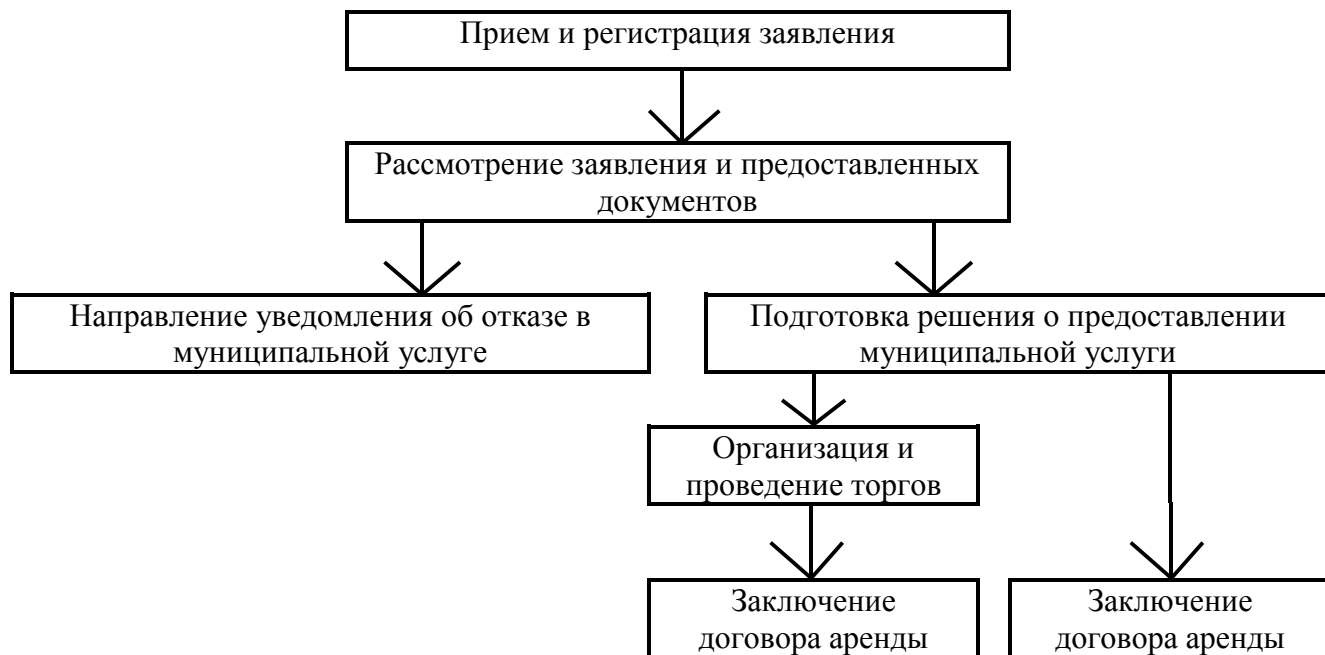 Прием и регистрация заявления
Рассмотрение заявления и предоставленных
документов
Направление уведомления об отказе в
муниципальной услуге
Подготовка решения о предоставлении
муниципальной услуги
Организация и
проведение торгов
Заключение
договора аренды
Заключение
договора аренды